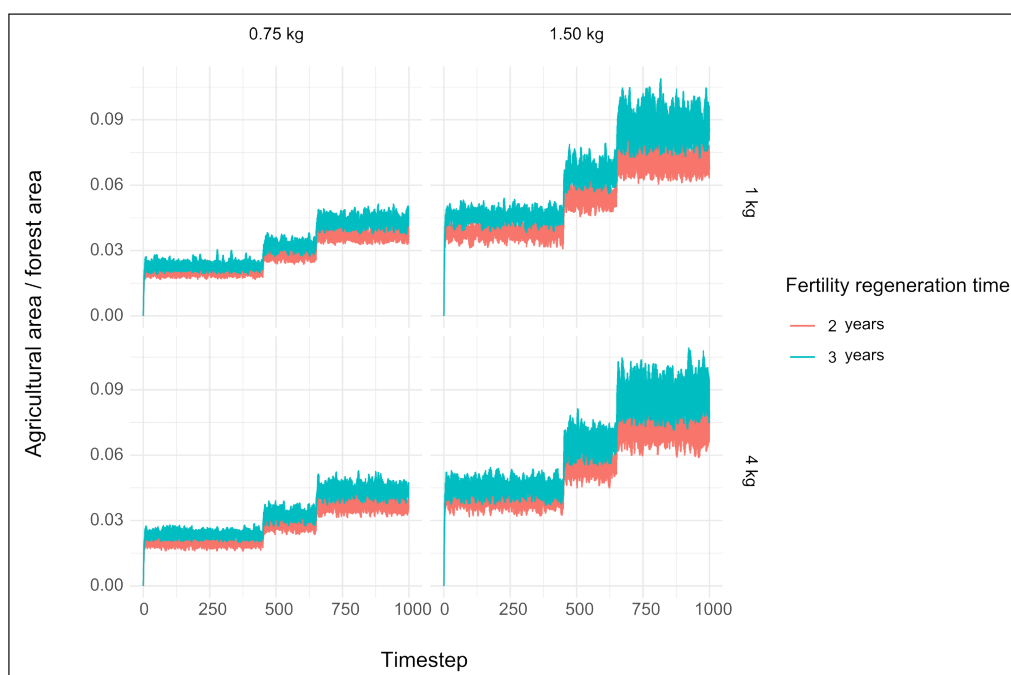 0.75 kg 1.50 kg
0.09
0.06
0.03
0.00
1 kg
Agricultural area / forest area
Fertility regeneration time
2 years
3 years
0.09
0.06
0.03
0.00
4 kg
0 250 500 750 1000 0 250 500 750 1000
Timestep